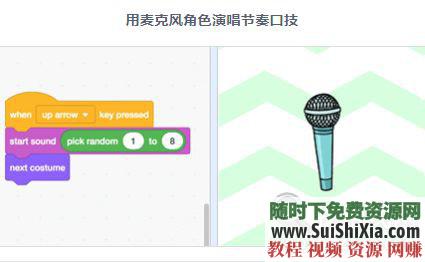 用麦克风角色演唱节奏口技
when up arrow key pressed
start sound pick random 1 to 8
next costume
随时下免费资源网
www.SuiShiXia.com
教程 视频 资源 网赚